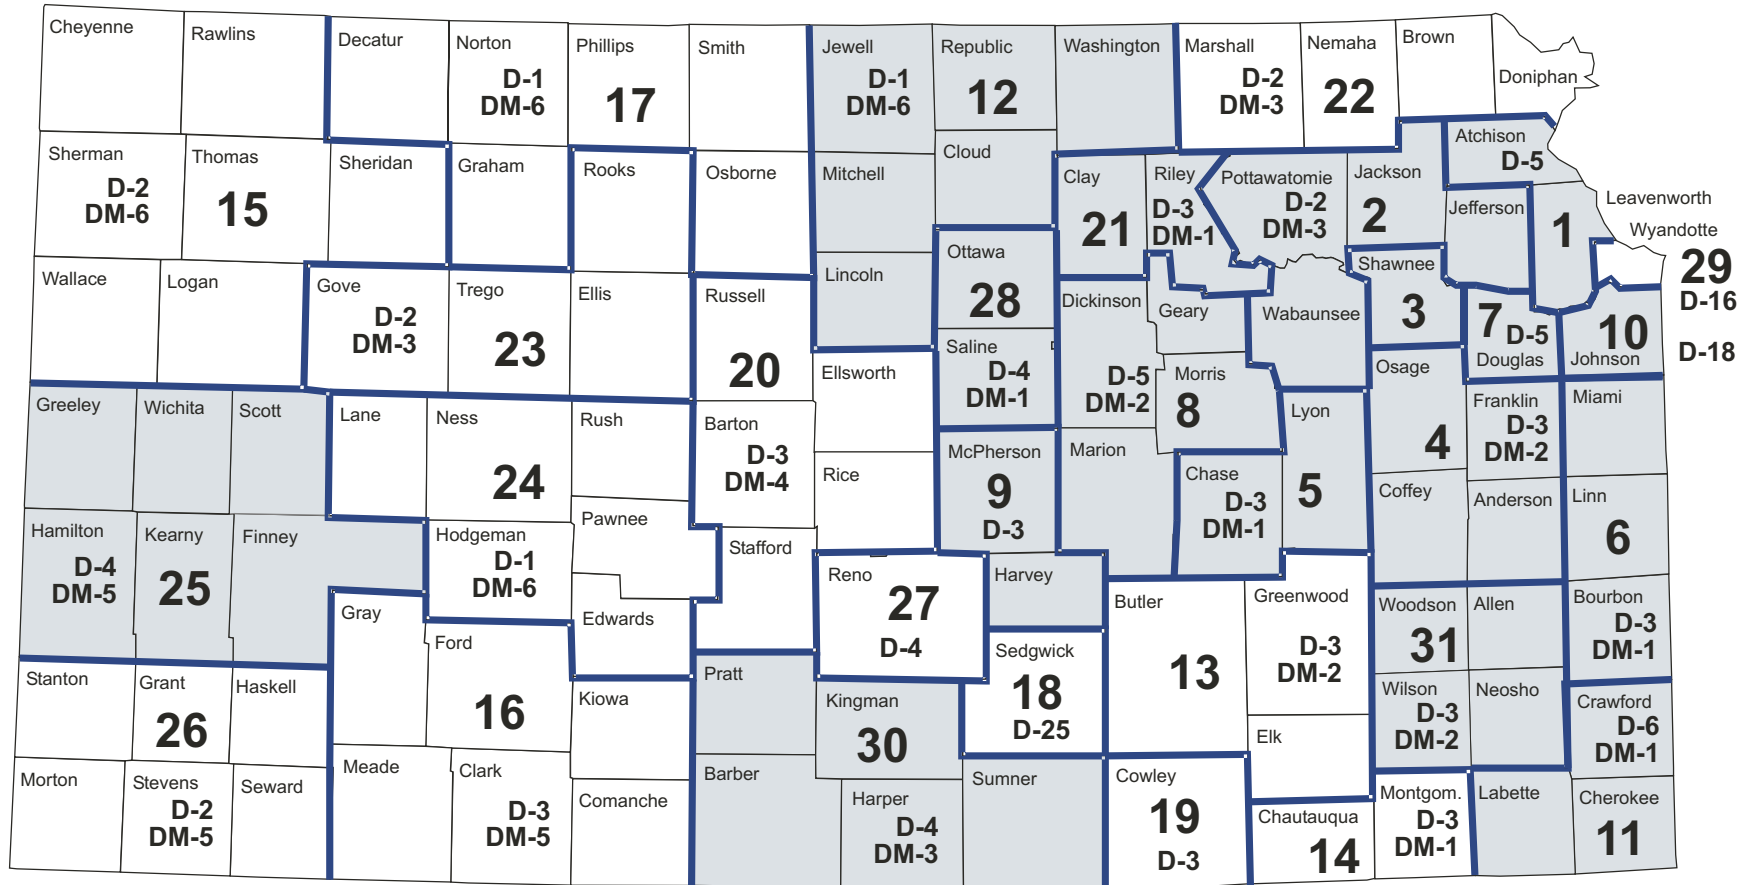 Cheyenne
Rawlins
Decatur
Norton
D-1
DM-6
Phillips
17
Smith
Jewell
D-1
DM-6
Republic
12
Washington
Marshall
D-2
DM-3
Nemaha
22
Brown
Doniphan
Sherman
D-2
DM-6
Thomas
15
Sheridan
Graham
Rooks
Osborne
Mitchell
Cloud
Clay
21
Riley
D-3
DM-1
Pottawatomie
D-2
DM-3
Jackson
2
Atchison
D-5
Jefferson
1
Leavenworth
Wyandotte
29
D-16
Wallace
Logan
Gove
D-2
DM-3
Trego
23
Ellis
Russell
20
Lincoln
Ottawa
28
Dickinson
D-5
DM-2
Geary
Wabaunsee
Shawnee
3
7
D-5
Douglas
10
Johnson
D-18
Saline
D-4
DM-1
Ellsworth
Morris
8
Osage
4
Franklin
D-3
DM-2
Miami
Greeley
Wichita
Scott
Lane
Ness
24
Rush
Barton
D-3
DM-4
Rice
McPherson
9
D-3
Marion
Chase
D-3
DM-1
Lyon
5
Coffey
Anderson
Linn
6
Hamilton
D-4
DM-5
Kearny
25
Finney
Hodgeman
D-1
DM-6
Pawnee
Stafford
Reno
27
D-4
Harvey
Butler
13
Greenwood
D-3
DM-2
Woodson
31
Allen
Bourbon
D-3
DM-1
Gray
Ford
16
Edwards
Sedgwick
18
D-25
Stanton
Grant
26
Haskell
Kiowa
Pratt
Kingman
30
Elk
Wilson
D-3
DM-2
Neosho
Crawford
D-6
DM-1
Morton
Stevens
D-2
DM-5
Seward
Meade
Clark
D-3
DM-5
Comanche
Barber
Harper
D-4
DM-3
Sumner
Cowley
19
D-3
Chautauqua
14
Montgom.
D-3
DM-1
Labette
Cherokee
11